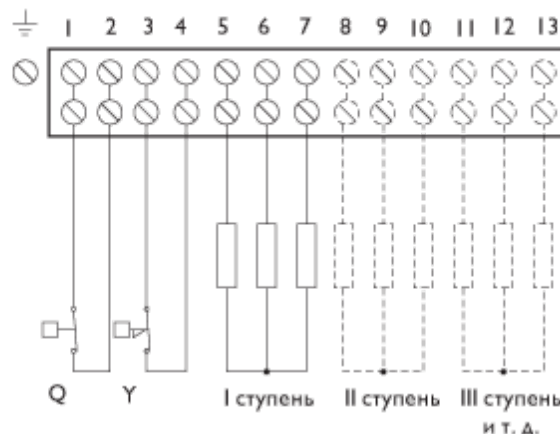 1 2 3 4 5 6 7 8 9 10 11 12 13
Q Y I ступень II ступень III ступень
и т. д.